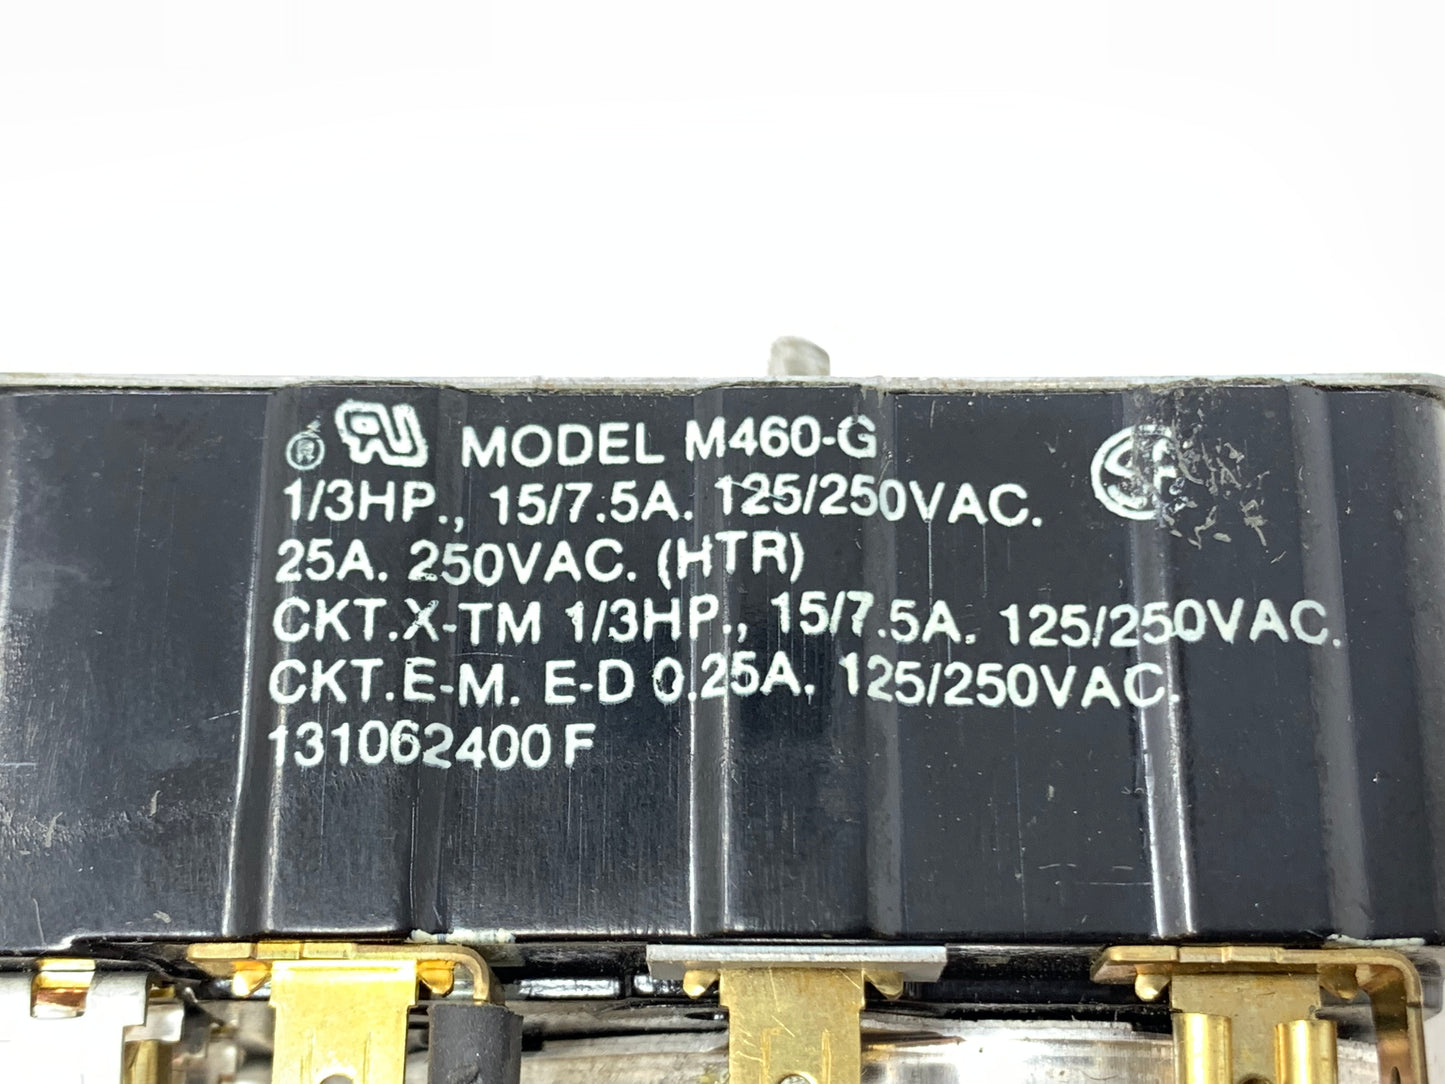 MODEL M460-G
1/3HP., 15/7.5A. 125/250VAC.
25A. 250VAC. (HTR)
CKT.X-TM 1/3HP., 15/7.5A. 125/250VAC.
CKT.E-M. E-D 0.25A. 125/250VAC.
131062400 F